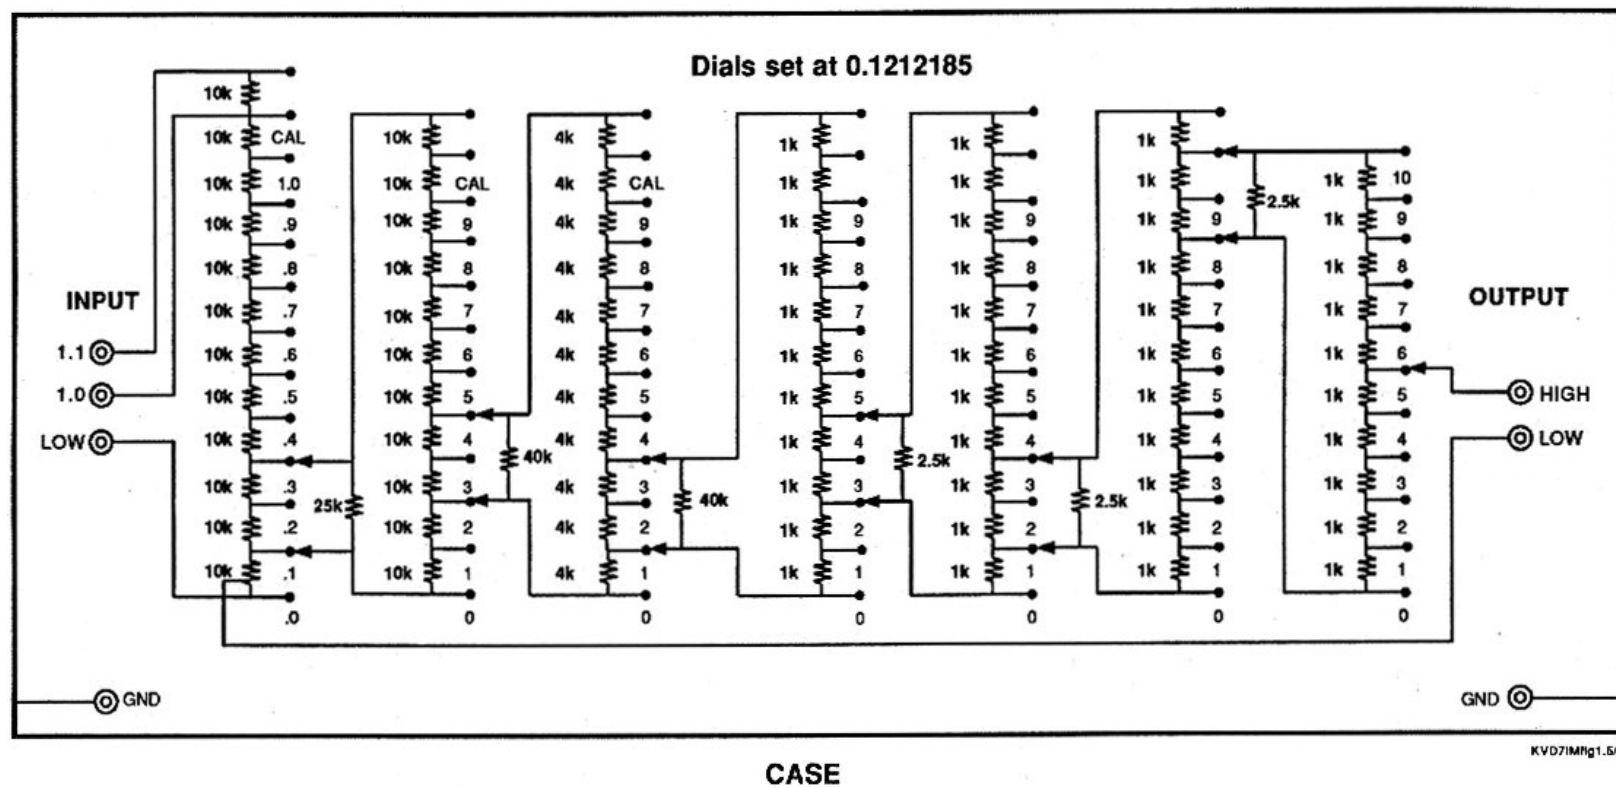 Dials set at 0.1212185
10k
10k CAL 10k 4k 1k 1k 1k
10k 1.0 10k CAL 4k CAL 1k 1k 1k 1k 10
2.5k
10k .9 10k 9 4k 9 1k 9 1k 9 1k 9 1k 9
10k .8 10k 8 4k 8 1k 8 1k 8 1k 8 1k 8
INPUT
OUTPUT
10k .7 10k 7 4k 7 1k 7 1k 7 1k 7 1k 7
1.1
10k .6 10k 6 4k 6 1k 6 1k 6 1k 6 1k 6
1.0
10k .5 10k 5 4k 5 1k 5 1k 5 1k 5 1k 5
HIGH
LOW
10k .4 10k 4 4k 4 1k 4 1k 4 1k 4 1k 4
LOW
40k
2.5k
10k .3 10k 3 4k 3 1k 3 1k 3 1k 3 1k 3
25k
40k
2.5k
10k .2 10k 2 4k 2 1k 2 1k 2 1k 2 1k 2
10k .1 10k 1 4k 1 1k 1 1k 1 1k 1 1k 1
.0 0 0 0 0 0 0
GND
GND
CASE